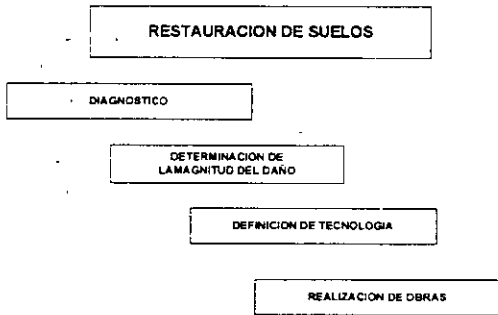 RESTAURACION DE SUELOS
DIAGNOSTICO
DETERMINACION DE
LAMAGNITUD DEL DAÑO
DEFINICION DE TECNOLOGIA
REALIZACION DE OBRAS